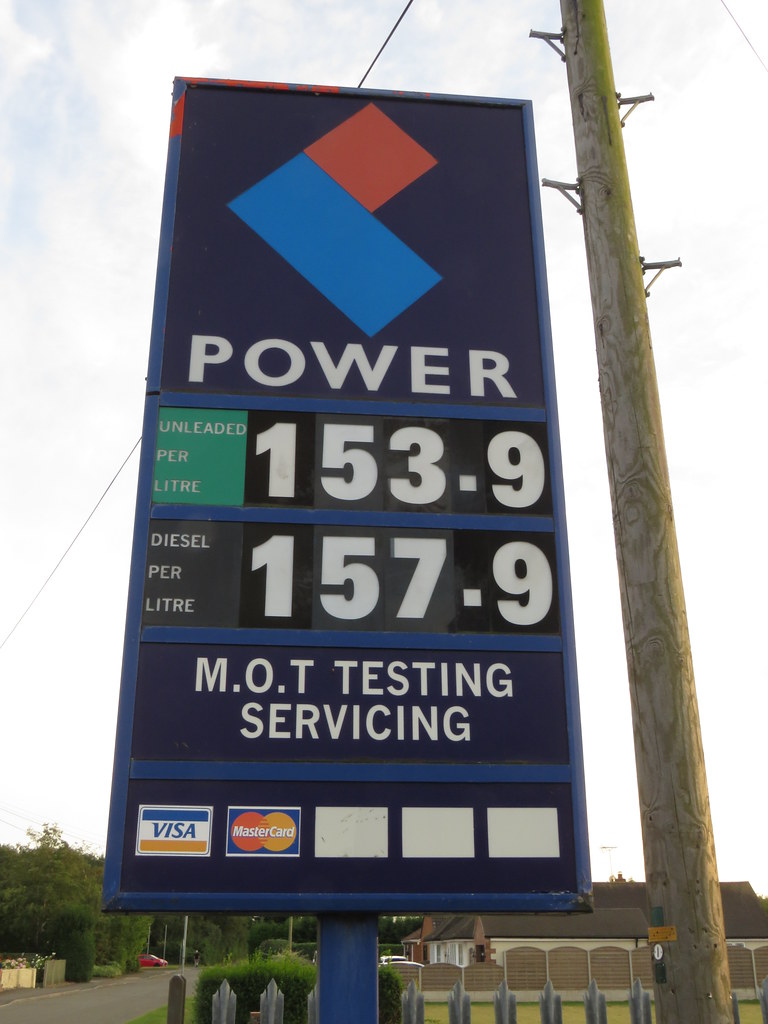 POWER
UNLEADED
PER
LITRE
153.9
DIESEL
PER
LITRE
157.9
M.O.T TESTING
SERVICING
VISA
MasterCard